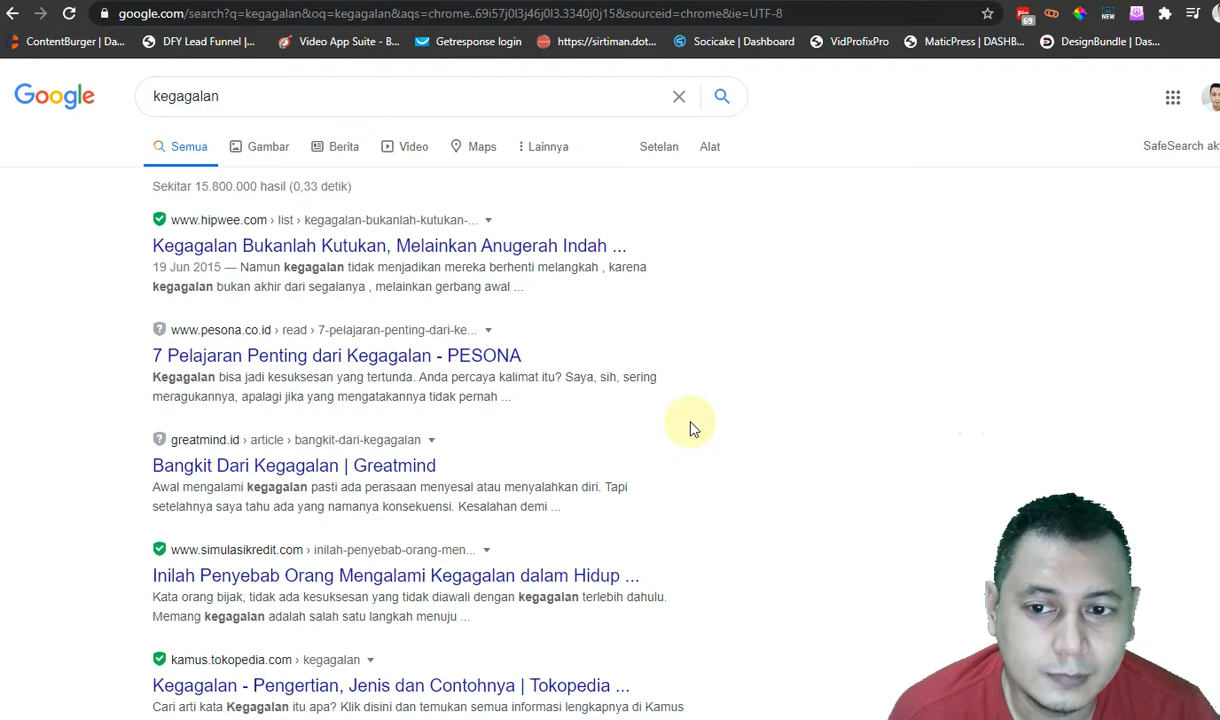 google.com/search?q=kegagalan&oq=kegagalan&aqs=chrome..69i57j0l3j46j0l3.3340j0j15&sourceid=chrome&ie=UTF-8
69
NEW
ContentBurger | Da...
DFY Lead Funnel |...
Video App Suite - B...
Getresponse login
https://sirtiman.dot...
Socicake | Dashboard
VidProfixPro
MaticPress | DASHB...
DesignBundle | Das...
Google
kegagalan
Semua
Gambar
Berita
Video
Maps
Lainnya
Setelan
Alat
SafeSearch ak
Sekitar 15.800.000 hasil (0,33 detik)
www.hipwee.com › list › kegagalan-bukanlah-kutukan-...
Kegagalan Bukanlah Kutukan, Melainkan Anugerah Indah ...
19 Jun 2015 — Namun kegagalan tidak menjadikan mereka berhenti melangkah , karena
kegagalan bukan akhir dari segalanya , melainkan gerbang awal ...
www.pesona.co.id › read › 7-pelajaran-penting-dari-ke...
7 Pelajaran Penting dari Kegagalan - PESONA
Kegagalan bisa jadi kesuksesan yang tertunda. Anda percaya kalimat itu? Saya, sih, sering
meragukannya, apalagi jika yang mengatakannya tidak pernah ...
greatmind.id › article › bangkit-dari-kegagalan
Bangkit Dari Kegagalan | Greatmind
Awal mengalami kegagalan pasti ada perasaan menyesal atau menyalahkan diri. Tapi
setelahnya saya tahu ada yang namanya konsekuensi. Kesalahan demi ...
www.simulasikredit.com › inilah-penyebab-orang-men...
Inilah Penyebab Orang Mengalami Kegagalan dalam Hidup ...
Kata orang bijak, tidak ada kesuksesan yang tidak diawali dengan kegagalan terlebih dahulu.
Memang kegagalan adalah salah satu langkah menuju ...
kamus.tokopedia.com › kegagalan
Kegagalan - Pengertian, Jenis dan Contohnya | Tokopedia ...
Cari arti kata Kegagalan itu apa? Klik disini dan temukan semua informasi lengkapnya di Kamus